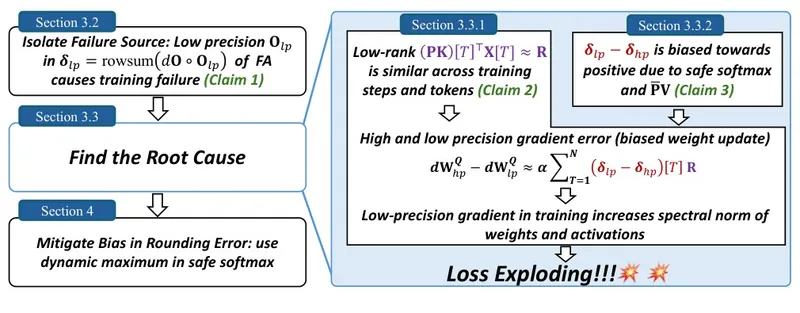 Section 3.2
Isolate Failure Source: Low precision O_lp
in δ_lp = rowsum(dO ∘ O_lp) of FA
causes training failure (Claim 1)
Section 3.3
Find the Root Cause
Section 4
Mitigate Bias in Rounding Error: use
dynamic maximum in safe softmax
Section 3.3.1
Low-rank (PK)[T]^⊤X[T] ≈ R
is similar across training
steps and tokens (Claim 2)
Section 3.3.2
δ_lp − δ_hp is biased towards
positive due to safe softmax
and P̅V (Claim 3)
High and low precision gradient error (biased weight update)
dW^Q_hp − dW^Q_lp ≈ α ∑^N_T=1 (δ_lp − δ_hp)[T] R
Low-precision gradient in training increases spectral norm of
weights and activations
Loss Exploding!!!💥 💥